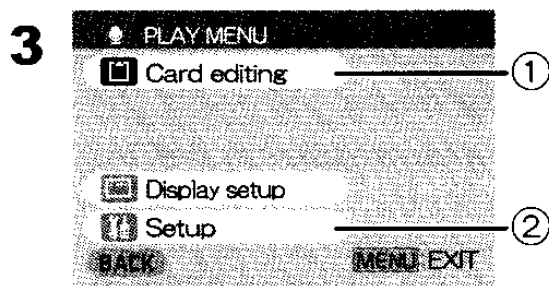 3
PLAY MENU
Card editing ①
Display setup
Setup ②
BACK MENU EXIT